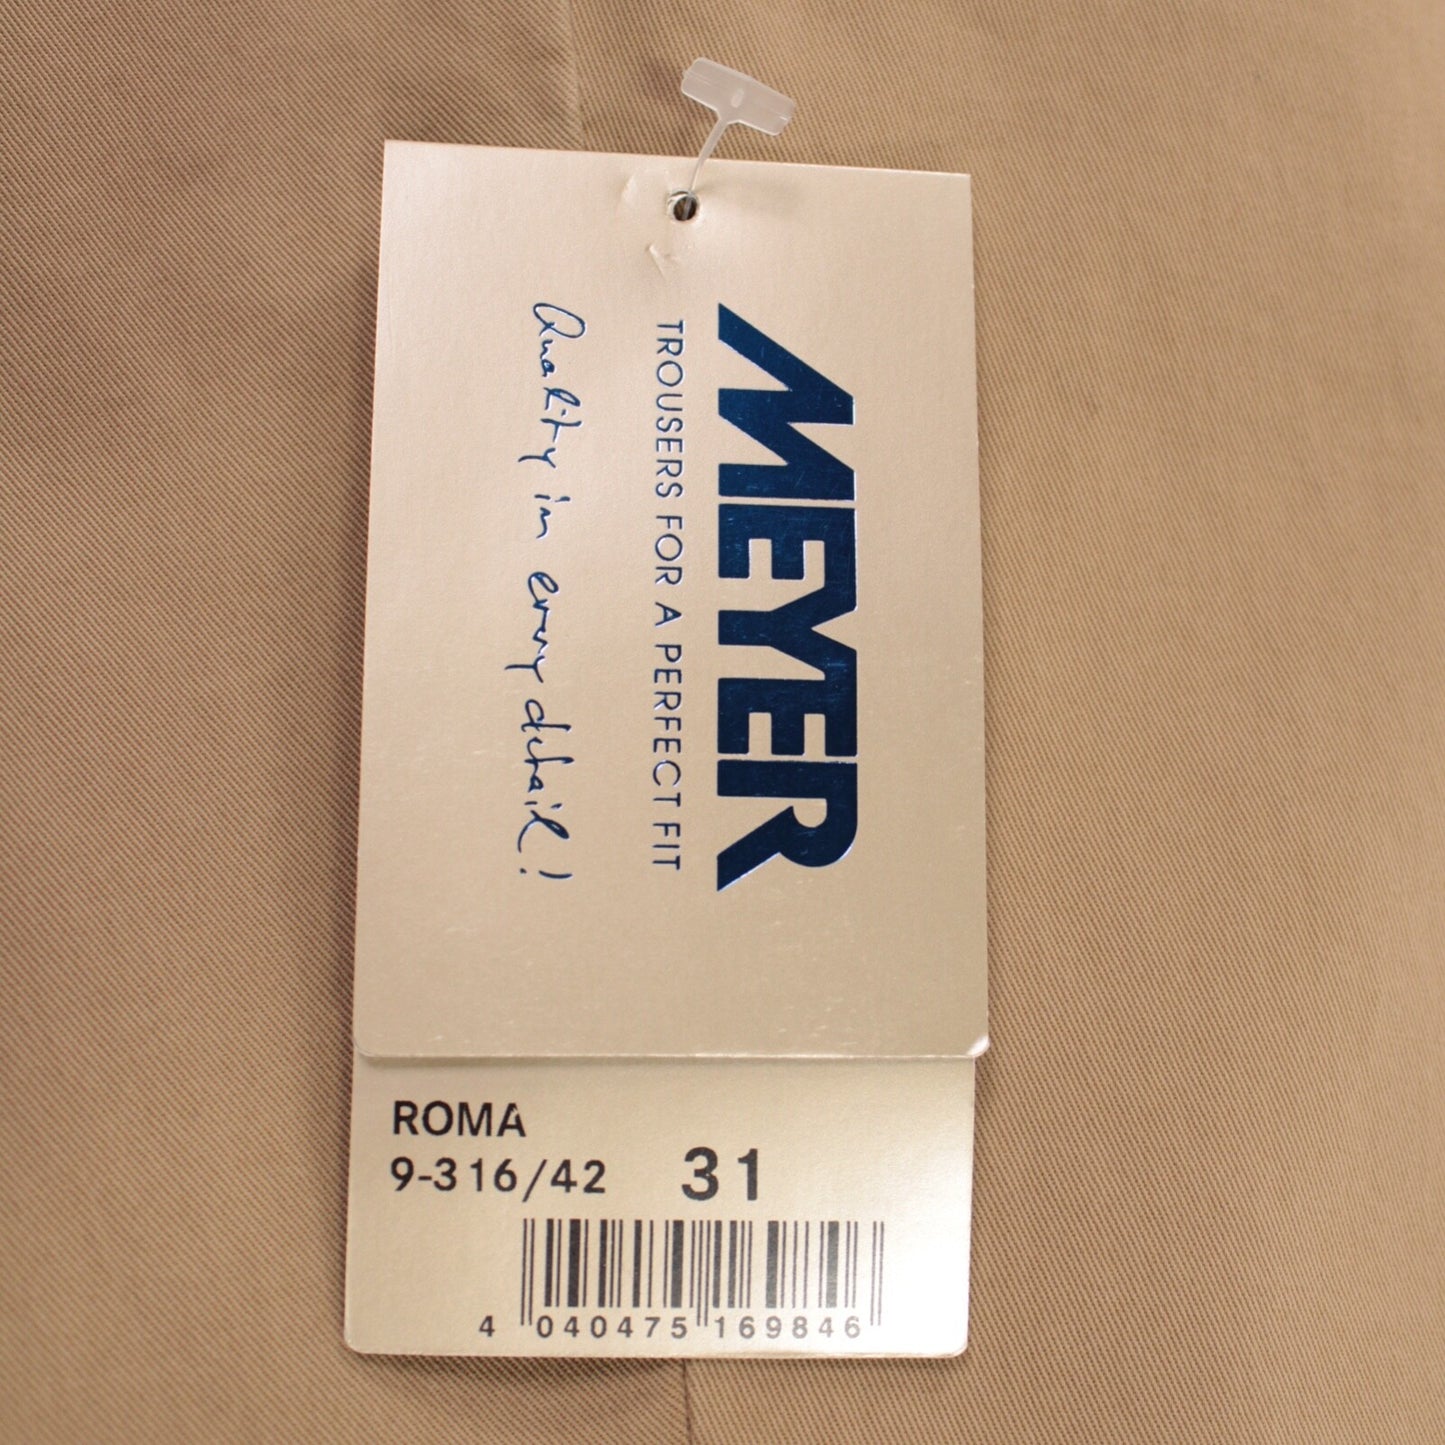 MEYER
TROUSERS FOR A PERFECT FIT
Quality in every detail!
ROMA
9-316/42 31
4 040475 169846